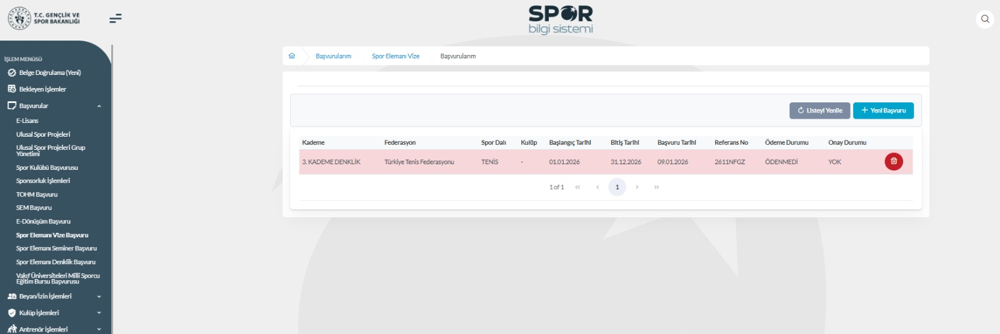 T.C. GENÇLİK VE
SPOR BAKANLIĞI
SPOR
bilgi sistemi
İŞLEM MENÜSÜ
Belge Doğrulama (Yeni)
Bekleyen İşlemler
Başvurular
E-Lisans
Ulusal Spor Projeleri
Ulusal Spor Projeleri Grup
Yönetimi
Spor Kulübü Başvurusu
Sponsorluk İşlemleri
TOHM Başvuru
SEM Başvuru
E-Dönüşüm Başvuru
Spor Elemanı Vize Başvuru
Spor Elemanı Seminer Başvuru
Spor Elemanı Denklik Başvuru
Vakıf Üniversiteleri Milli Sporcu
Eğitim Bursu Başvurusu
Beyan/İzin İşlemleri
Kulüp İşlemleri
Antrenör İşlemleri
Başvurularım Spor Elemanı Vize Başvurularım
Listeyi Yenile + Yeni Başvuru
Kademe Federasyon Spor Dalı Kulüp Başlangıç Tarihi Bitiş Tarihi Başvuru Tarihi Referans No Ödeme Durumu Onay Durumu
3. KADEME DENKLİK Türkiye Tenis Federasyonu TENİS - 01.01.2026 31.12.2026 09.01.2026 2611NFGZ ÖDENMEDİ YOK
1 of 1 « ‹ 1 › »